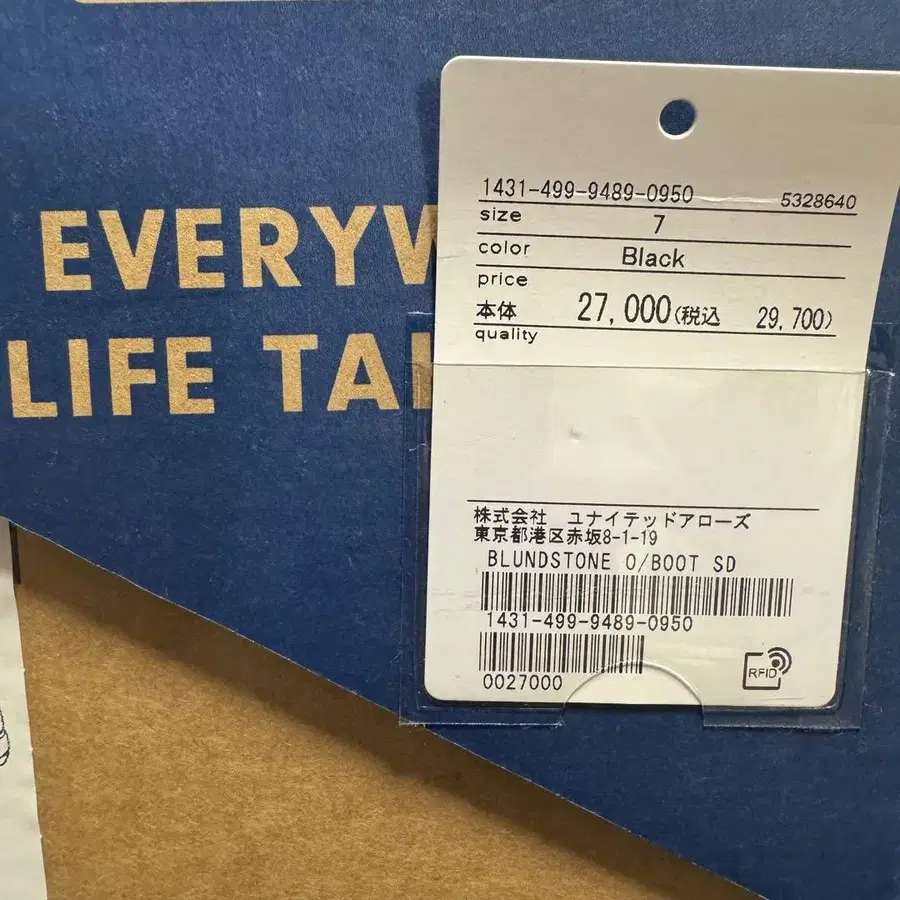 EVERYW
LIFE TA
1431-499-9489-0950 5328640
size 7
color Black
price
本体 27,000(税込 29,700)
quality
株式会社 ユナイテッドアローズ
東京都港区赤坂8-1-19
BLUNDSTONE O/BOOT SD
1431-499-9489-0950
0027000
RFID